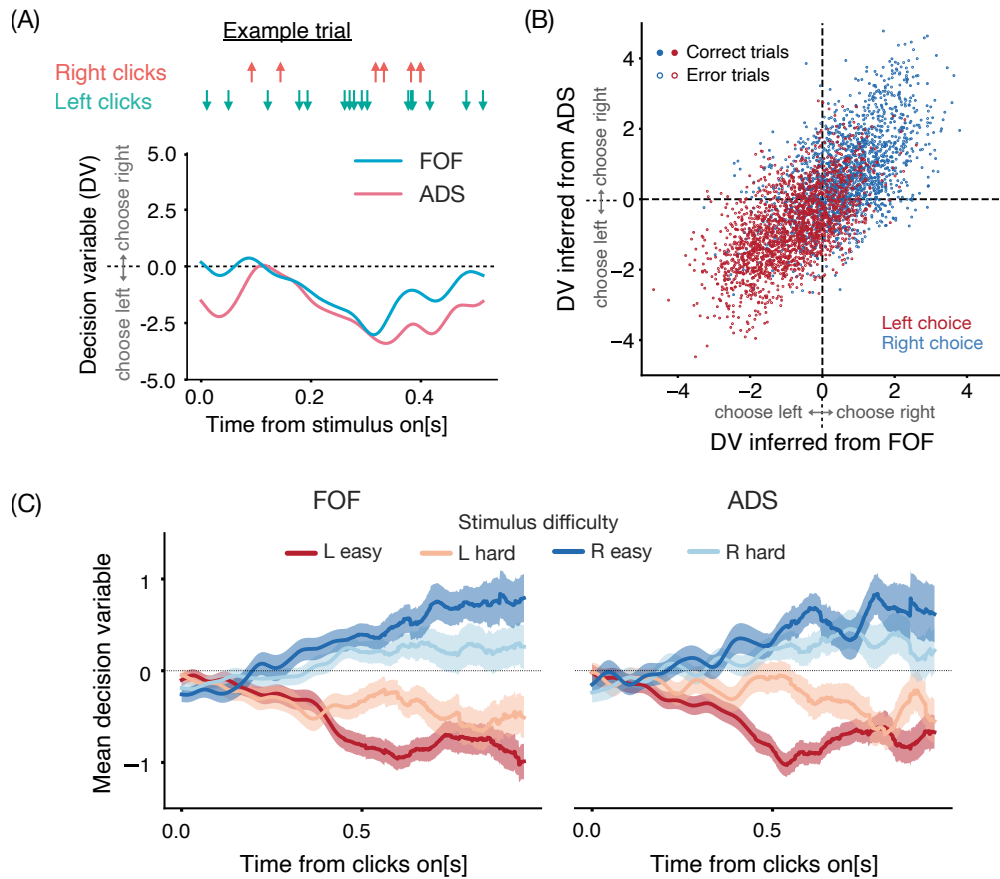 (A)
Example trial
Right clicks
Left clicks
Decision variable (DV)
choose left ⟷ choose right
5.0
2.5
0.0
-2.5
-5.0
FOF
ADS
0.0 0.2 0.4
Time from stimulus on[s]
(B)
DV inferred from ADS
choose left ⟷ choose right
4
2
0
−2
−4
Correct trials
Error trials
Left choice
Right choice
−4 −2 0 2 4
choose left ⟷ choose right
DV inferred from FOF
(C)
FOF ADS
Stimulus difficulty
L easy L hard R easy R hard
Mean decision variable
1
0
−1
0.0 0.5
Time from clicks on[s]
0.0 0.5
Time from clicks on[s]